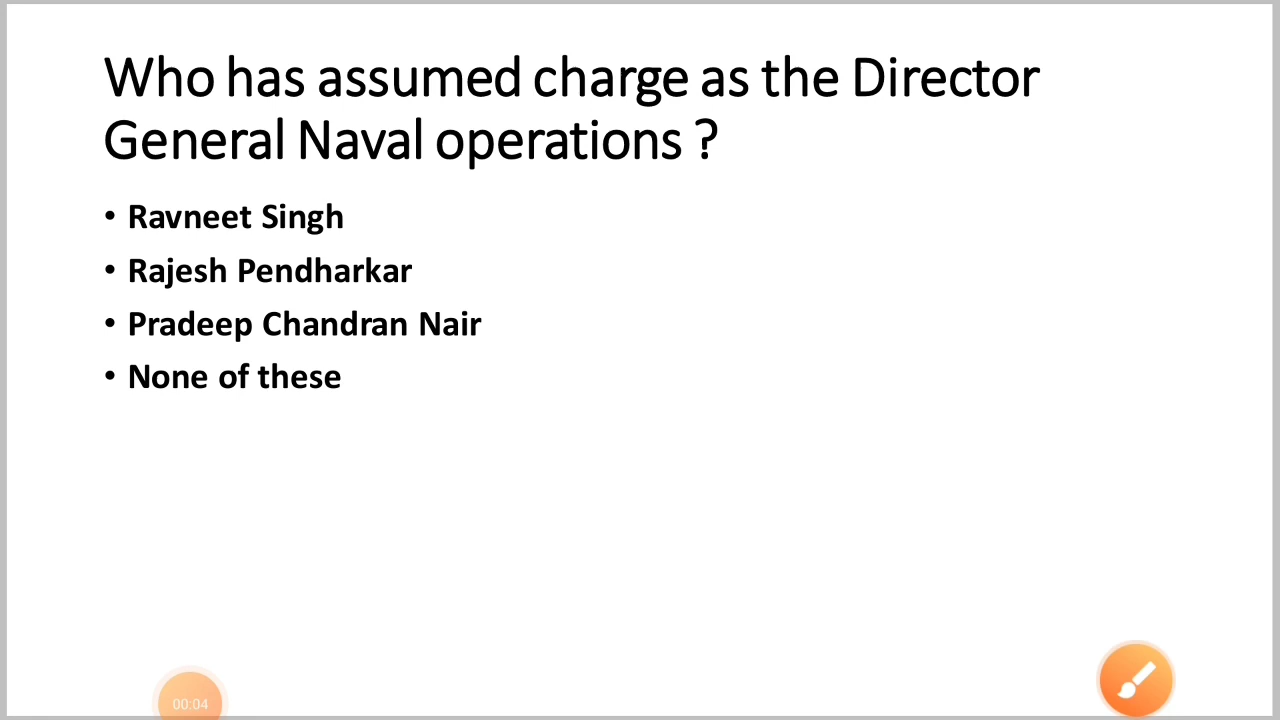 Who has assumed charge as the Director
General Naval operations ?
• Ravneet Singh
• Rajesh Pendharkar
• Pradeep Chandran Nair
• None of these
00:04